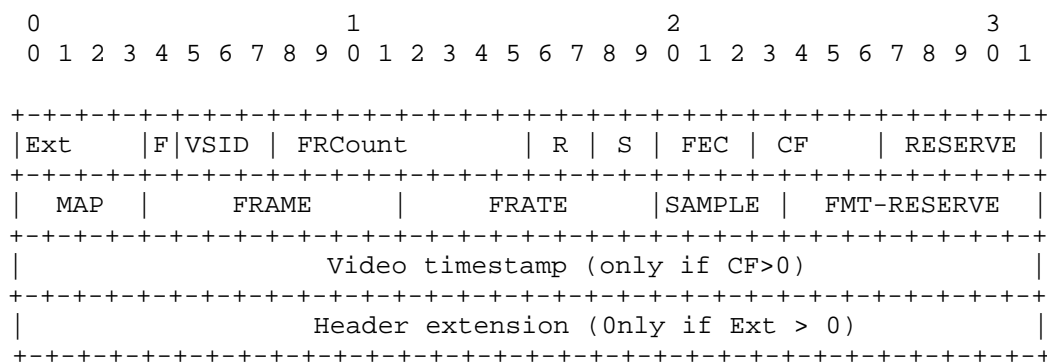 0                   1                   2                   3
 0 1 2 3 4 5 6 7 8 9 0 1 2 3 4 5 6 7 8 9 0 1 2 3 4 5 6 7 8 9 0 1
+-+-+-+-+-+-+-+-+-+-+-+-+-+-+-+-+-+-+-+-+-+-+-+-+-+-+-+-+-+-+-+-+
|Ext    |F|VSID | FRCount       | R | S | FEC | CF    | RESERVE |
+-+-+-+-+-+-+-+-+-+-+-+-+-+-+-+-+-+-+-+-+-+-+-+-+-+-+-+-+-+-+-+-+
|  MAP  |     FRAME     |     FRATE     |SAMPLE |  FMT-RESERVE  |
+-+-+-+-+-+-+-+-+-+-+-+-+-+-+-+-+-+-+-+-+-+-+-+-+-+-+-+-+-+-+-+-+
|                   Video timestamp (only if CF>0)              |
+-+-+-+-+-+-+-+-+-+-+-+-+-+-+-+-+-+-+-+-+-+-+-+-+-+-+-+-+-+-+-+-+
|                  Header extension (0nly if Ext > 0)           |
+-+-+-+-+-+-+-+-+-+-+-+-+-+-+-+-+-+-+-+-+-+-+-+-+-+-+-+-+-+-+-+-+